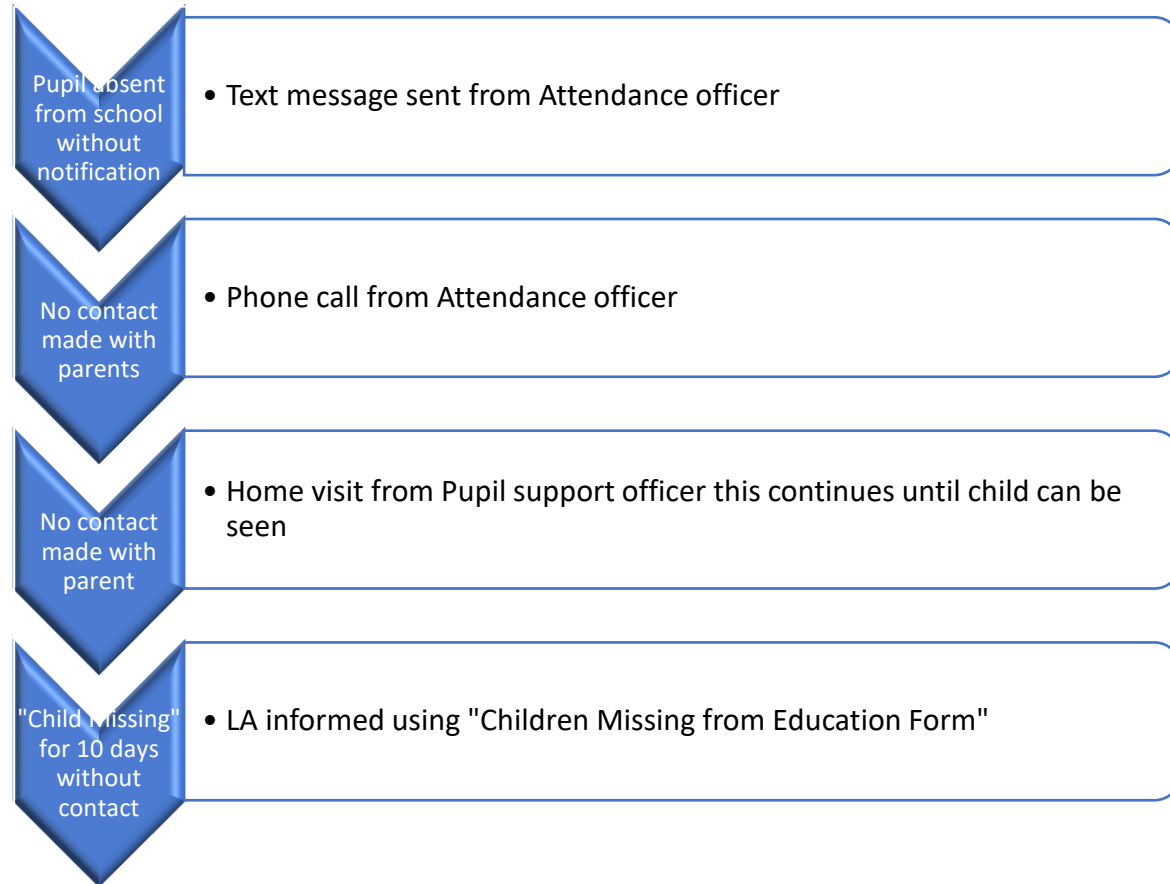 Pupil absent
from school
without
notification
• Text message sent from Attendance officer
No contact
made with
parents
• Phone call from Attendance officer
No contact
made with
parent
• Home visit from Pupil support officer this continues until child can be
seen
"Child Missing"
for 10 days
without
contact
• LA informed using "Children Missing from Education Form"